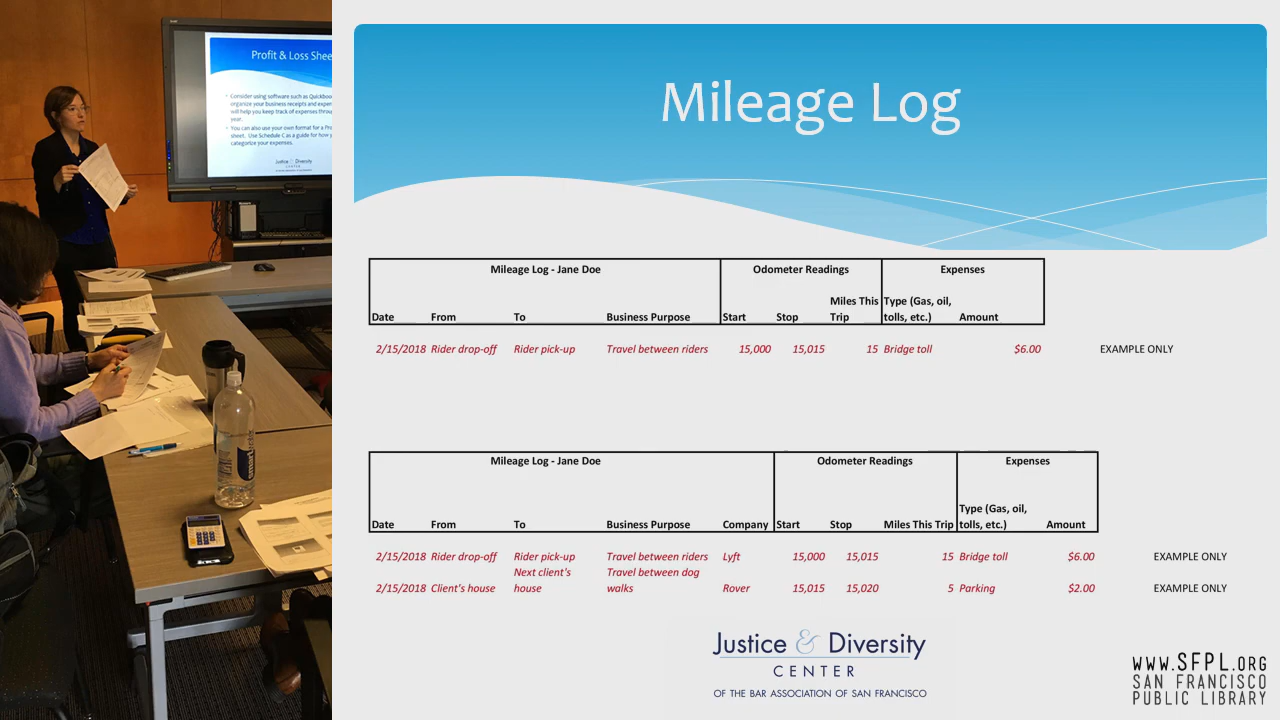 Profit & Loss Shee
Consider using software such as Quickboo
organize your business receipts and expen
will help you keep track of expenses throu
year.
You can also use your own format for a Pro
sheet. Use Schedule C as a guide for how y
categorize your expenses.
Justice & Diversity
CENTER
Mileage Log
Mileage Log - Jane Doe Odometer Readings Expenses
Date From To Business Purpose Start Stop Miles This Trip Type (Gas, oil, tolls, etc.) Amount
2/15/2018 Rider drop-off Rider pick-up Travel between riders 15,000 15,015 15 Bridge toll $6.00 EXAMPLE ONLY
Mileage Log - Jane Doe Odometer Readings Expenses
Date From To Business Purpose Company Start Stop Miles This Trip Type (Gas, oil, tolls, etc.) Amount
2/15/2018 Rider drop-off Rider pick-up Travel between riders Lyft 15,000 15,015 15 Bridge toll $6.00 EXAMPLE ONLY
2/15/2018 Client's house Next client's house Travel between dog walks Rover 15,015 15,020 5 Parking $2.00 EXAMPLE ONLY
Justice & Diversity
CENTER
OF THE BAR ASSOCIATION OF SAN FRANCISCO
WWW.SFPL.ORG
SAN FRANCISCO
PUBLIC LIBRARY